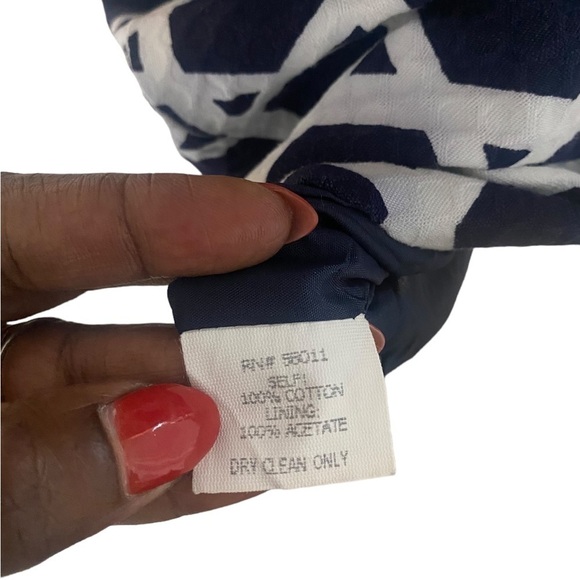 RN# 58011
SELF:
100% COTTON
LINING:
100% ACETATE
DRY CLEAN ONLY